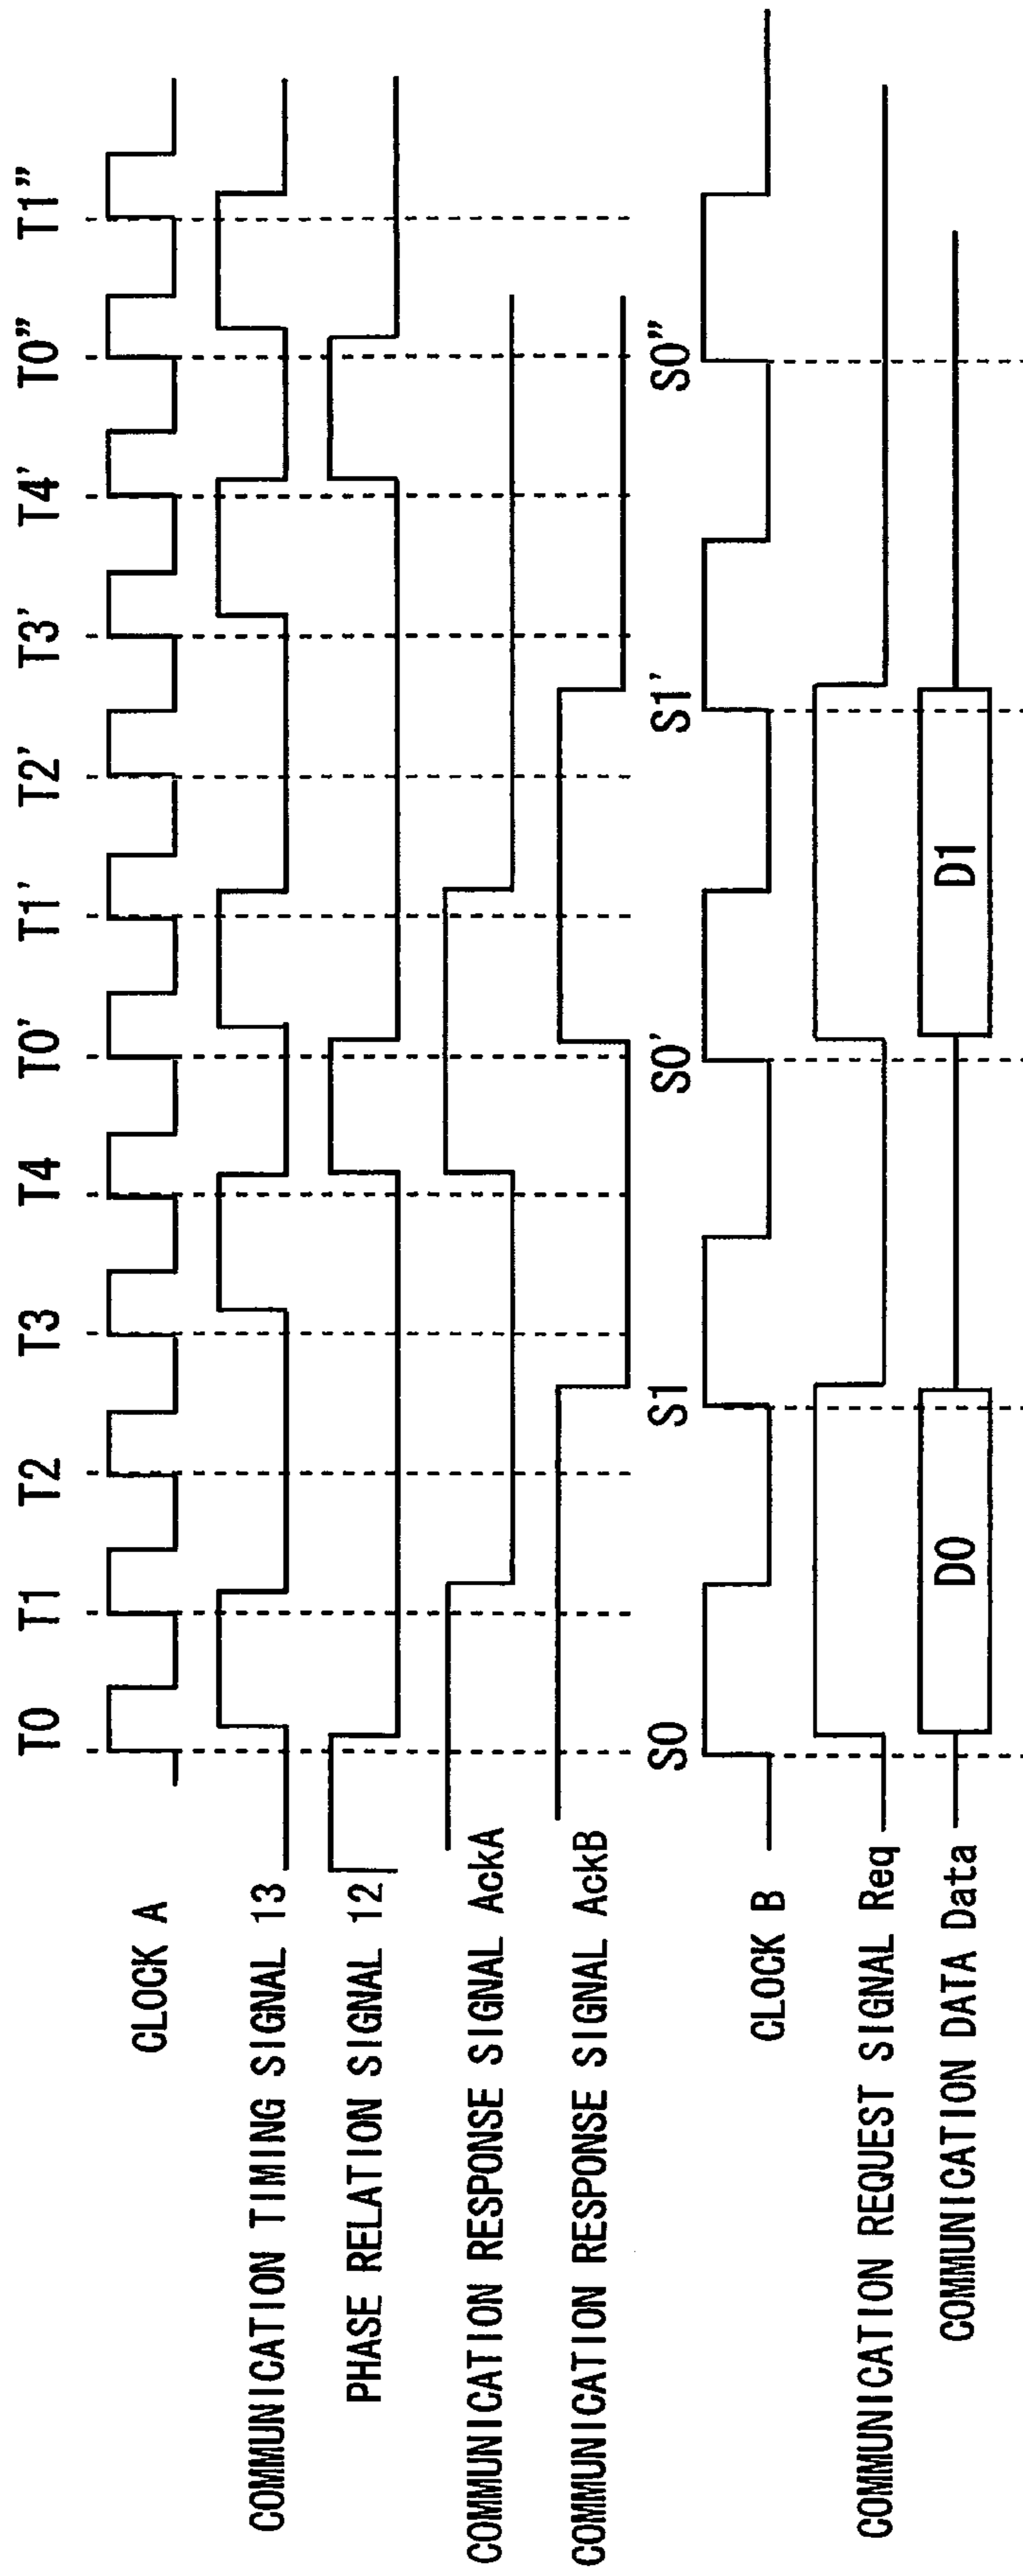 T0 T1 T2 T3 T4 T0' T1' T2' T3' T4' T0” T1”
CLOCK A
COMMUNICATION TIMING SIGNAL 13
PHASE RELATION SIGNAL 12
COMMUNICATION RESPONSE SIGNAL AckA
COMMUNICATION RESPONSE SIGNAL AckB
S0 S1 S0' S1' S0”
CLOCK B
COMMUNICATION REQUEST SIGNAL Req
COMMUNICATION DATA Data
D0 D1